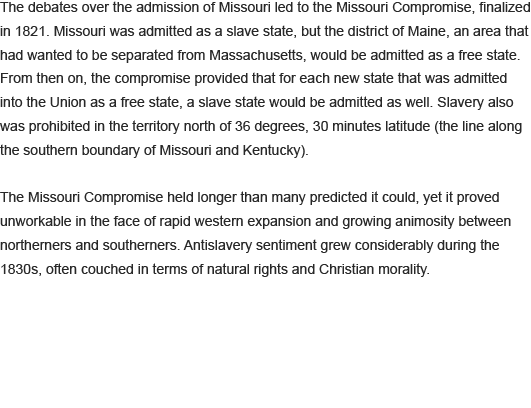 The debates over the admission of Missouri led to the Missouri Compromise, finalized
in 1821. Missouri was admitted as a slave state, but the district of Maine, an area that
had wanted to be separated from Massachusetts, would be admitted as a free state.
From then on, the compromise provided that for each new state that was admitted
into the Union as a free state, a slave state would be admitted as well. Slavery also
was prohibited in the territory north of 36 degrees, 30 minutes latitude (the line along
the southern boundary of Missouri and Kentucky).

The Missouri Compromise held longer than many predicted it could, yet it proved
unworkable in the face of rapid western expansion and growing animosity between
northerners and southerners. Antislavery sentiment grew considerably during the
1830s, often couched in terms of natural rights and Christian morality.